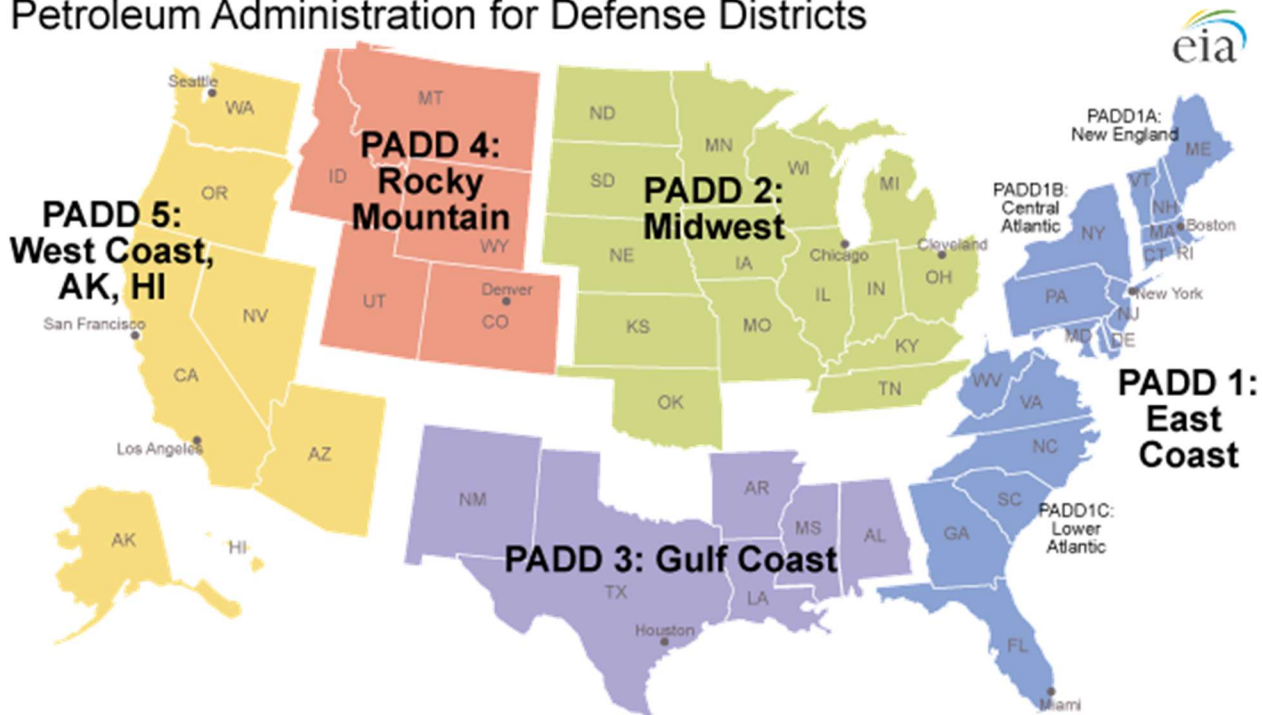 Petroleum Administration for Defense Districts
eia
Seattle
WA
OR
PADD 5:
West Coast,
AK, HI
San Francisco
NV
CA
Los Angeles
AZ
AK
HI
MT
PADD 4:
Rocky
Mountain
ID
WY
UT
Denver
CO
ND
MN
SD
WI
MI
PADD 2:
Midwest
NE
IA
Chicago
Cleveland
IL
IN
OH
KS
MO
KY
OK
TN
PADD1A:
New England
ME
VT
NH
PADD1B:
Central
Atlantic
NY
MA
Boston
CT
RI
PA
New York
NJ
MD
DE
WV
VA
PADD 1:
East
Coast
NC
SC
PADD1C:
Lower
Atlantic
GA
FL
Miami
NM
AR
MS
AL
PADD 3: Gulf Coast
TX
LA
Houston